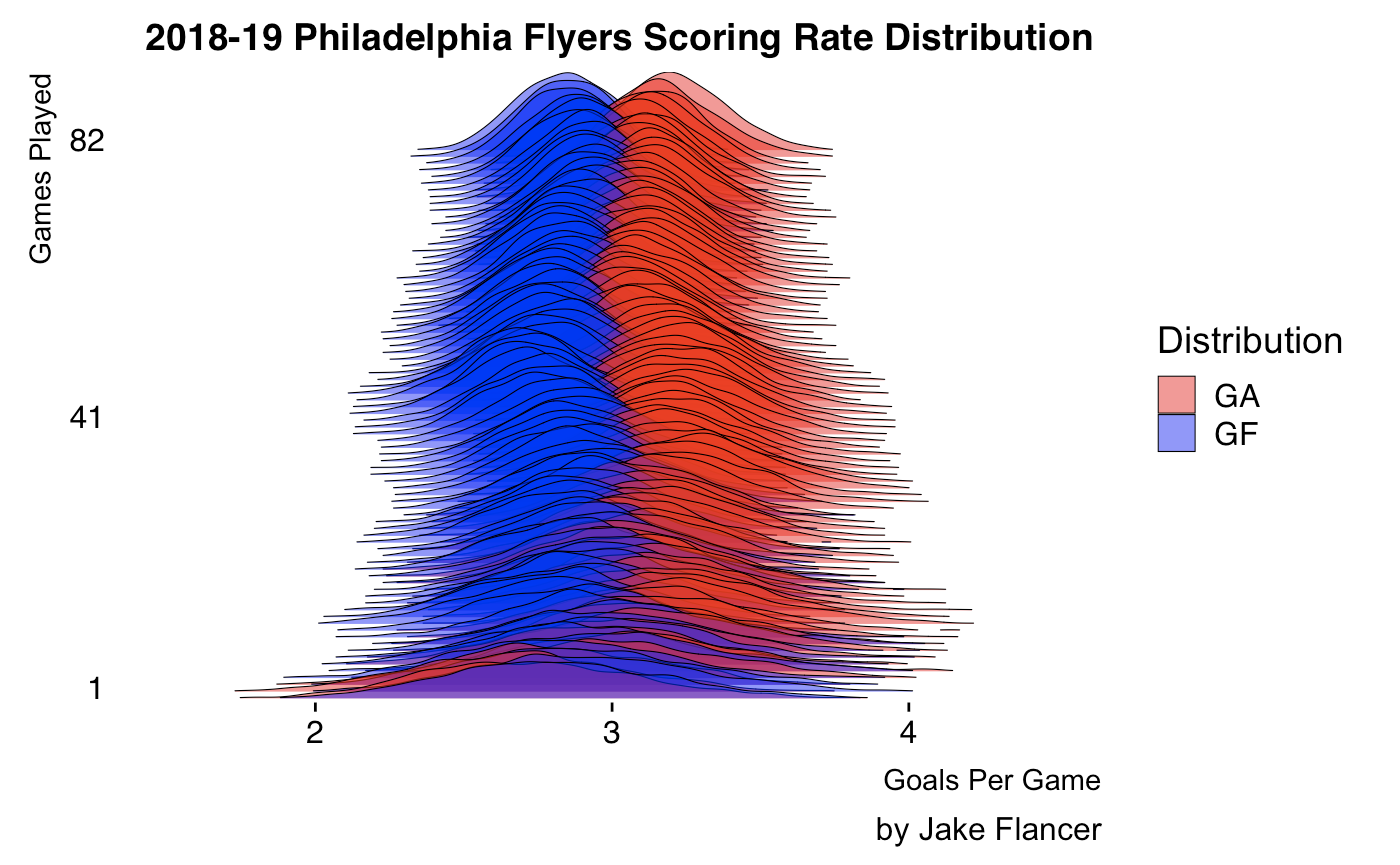 2018-19 Philadelphia Flyers Scoring Rate Distribution
Games Played
82
41
1
2 3 4
Goals Per Game
by Jake Flancer
Distribution
GA
GF